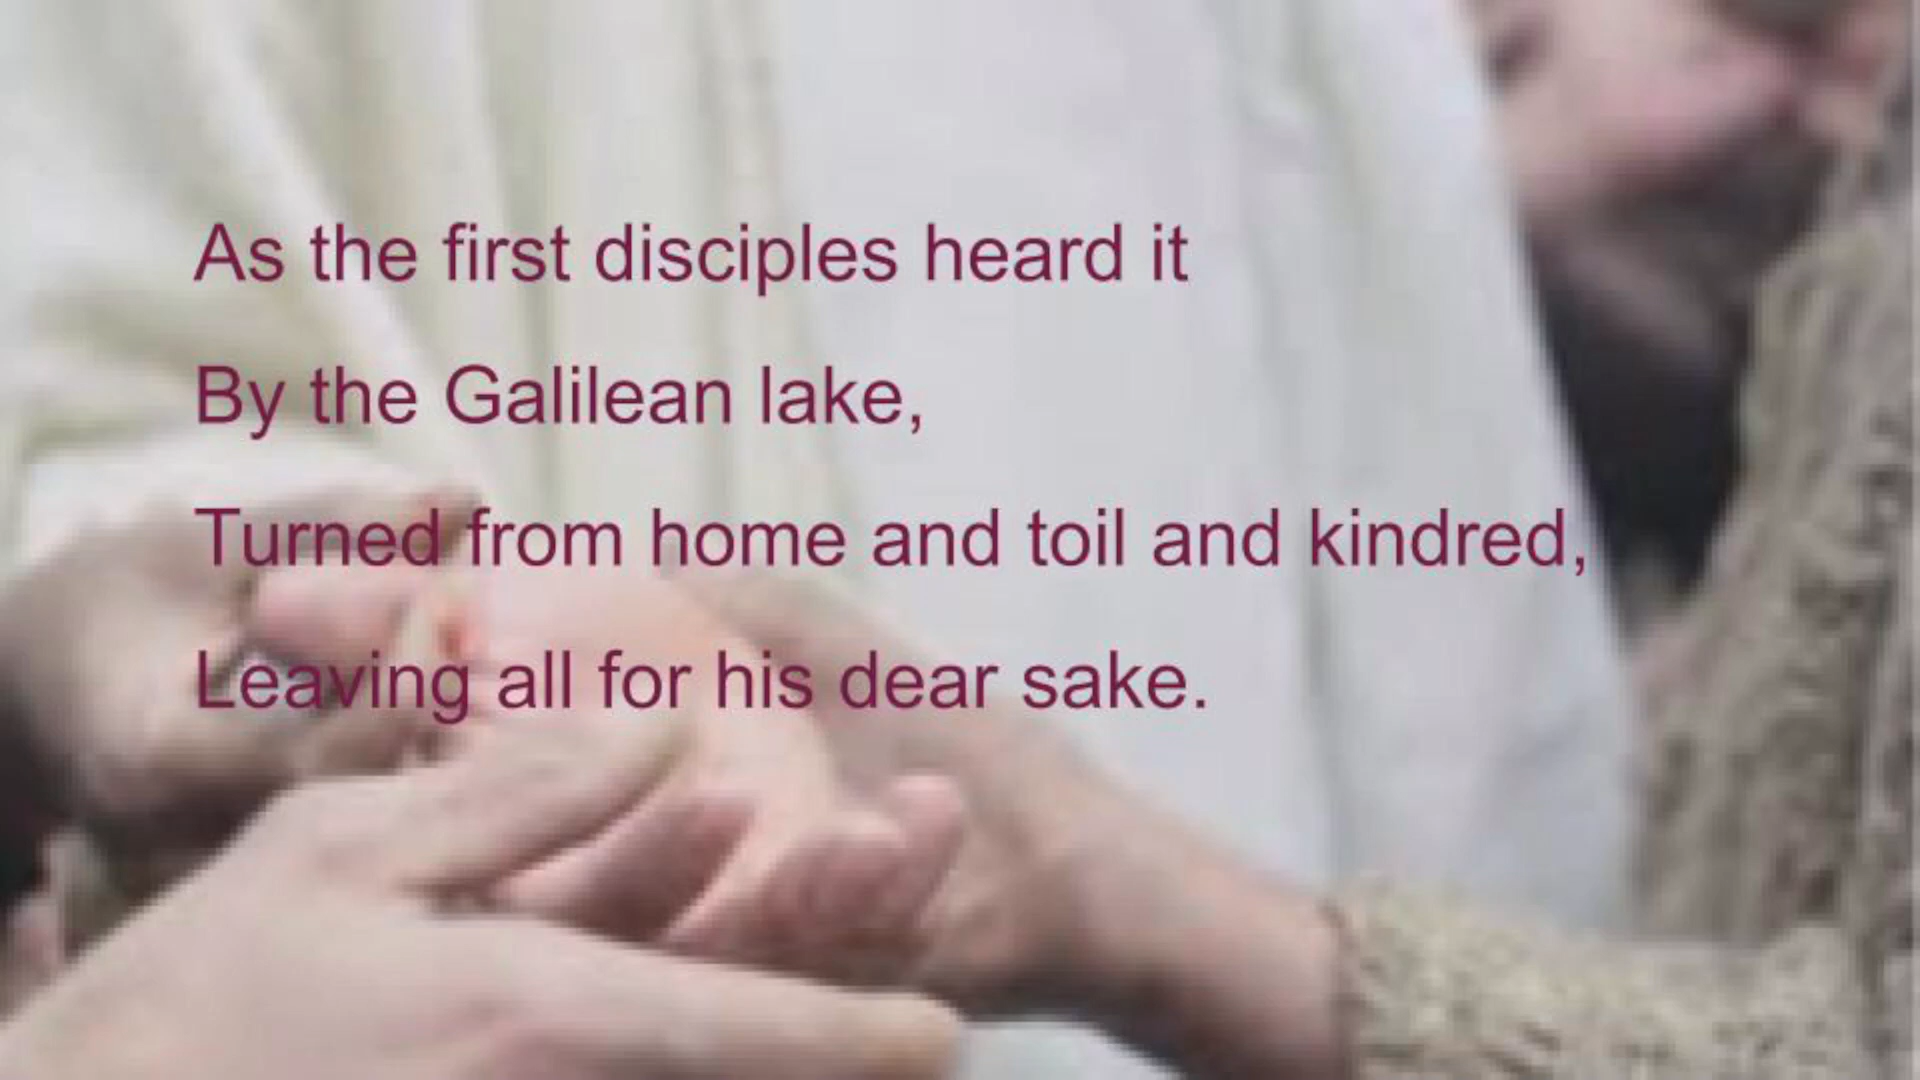 As the first disciples heard it
By the Galilean lake,
Turned from home and toil and kindred,
Leaving all for his dear sake.